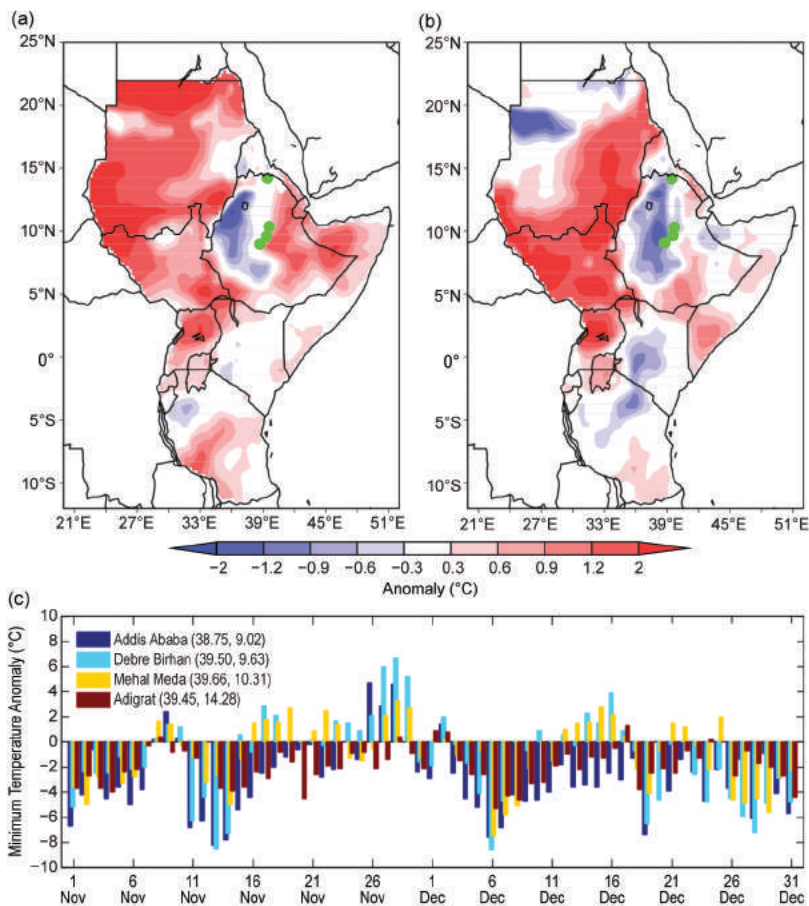 (a) (b)
25°N 25°N
20°N 20°N
15°N 15°N
10°N 10°N
5°N 5°N
0° 0°
5°S 5°S
10°S 10°S
21°E 27°E 33°E 39°E 45°E 51°E 21°E 27°E 33°E 39°E 45°E 51°E
−2 −1.2 −0.9 −0.6 −0.3 0.3 0.6 0.9 1.2 2
Anomaly (°C)
(c)
Minimum Temperature Anomaly (°C)
10
8
6
4
2
0
−2
−4
−6
−8
−10
Addis Ababa (38.75, 9.02)
Debre Birhan (39.50, 9.63)
Mehal Meda (39.66, 10.31)
Adigrat (39.45, 14.28)
1 6 11 16 21 26 1 6 11 16 21 26 31
Nov Nov Nov Nov Nov Nov Dec Dec Dec Dec Dec Dec Dec